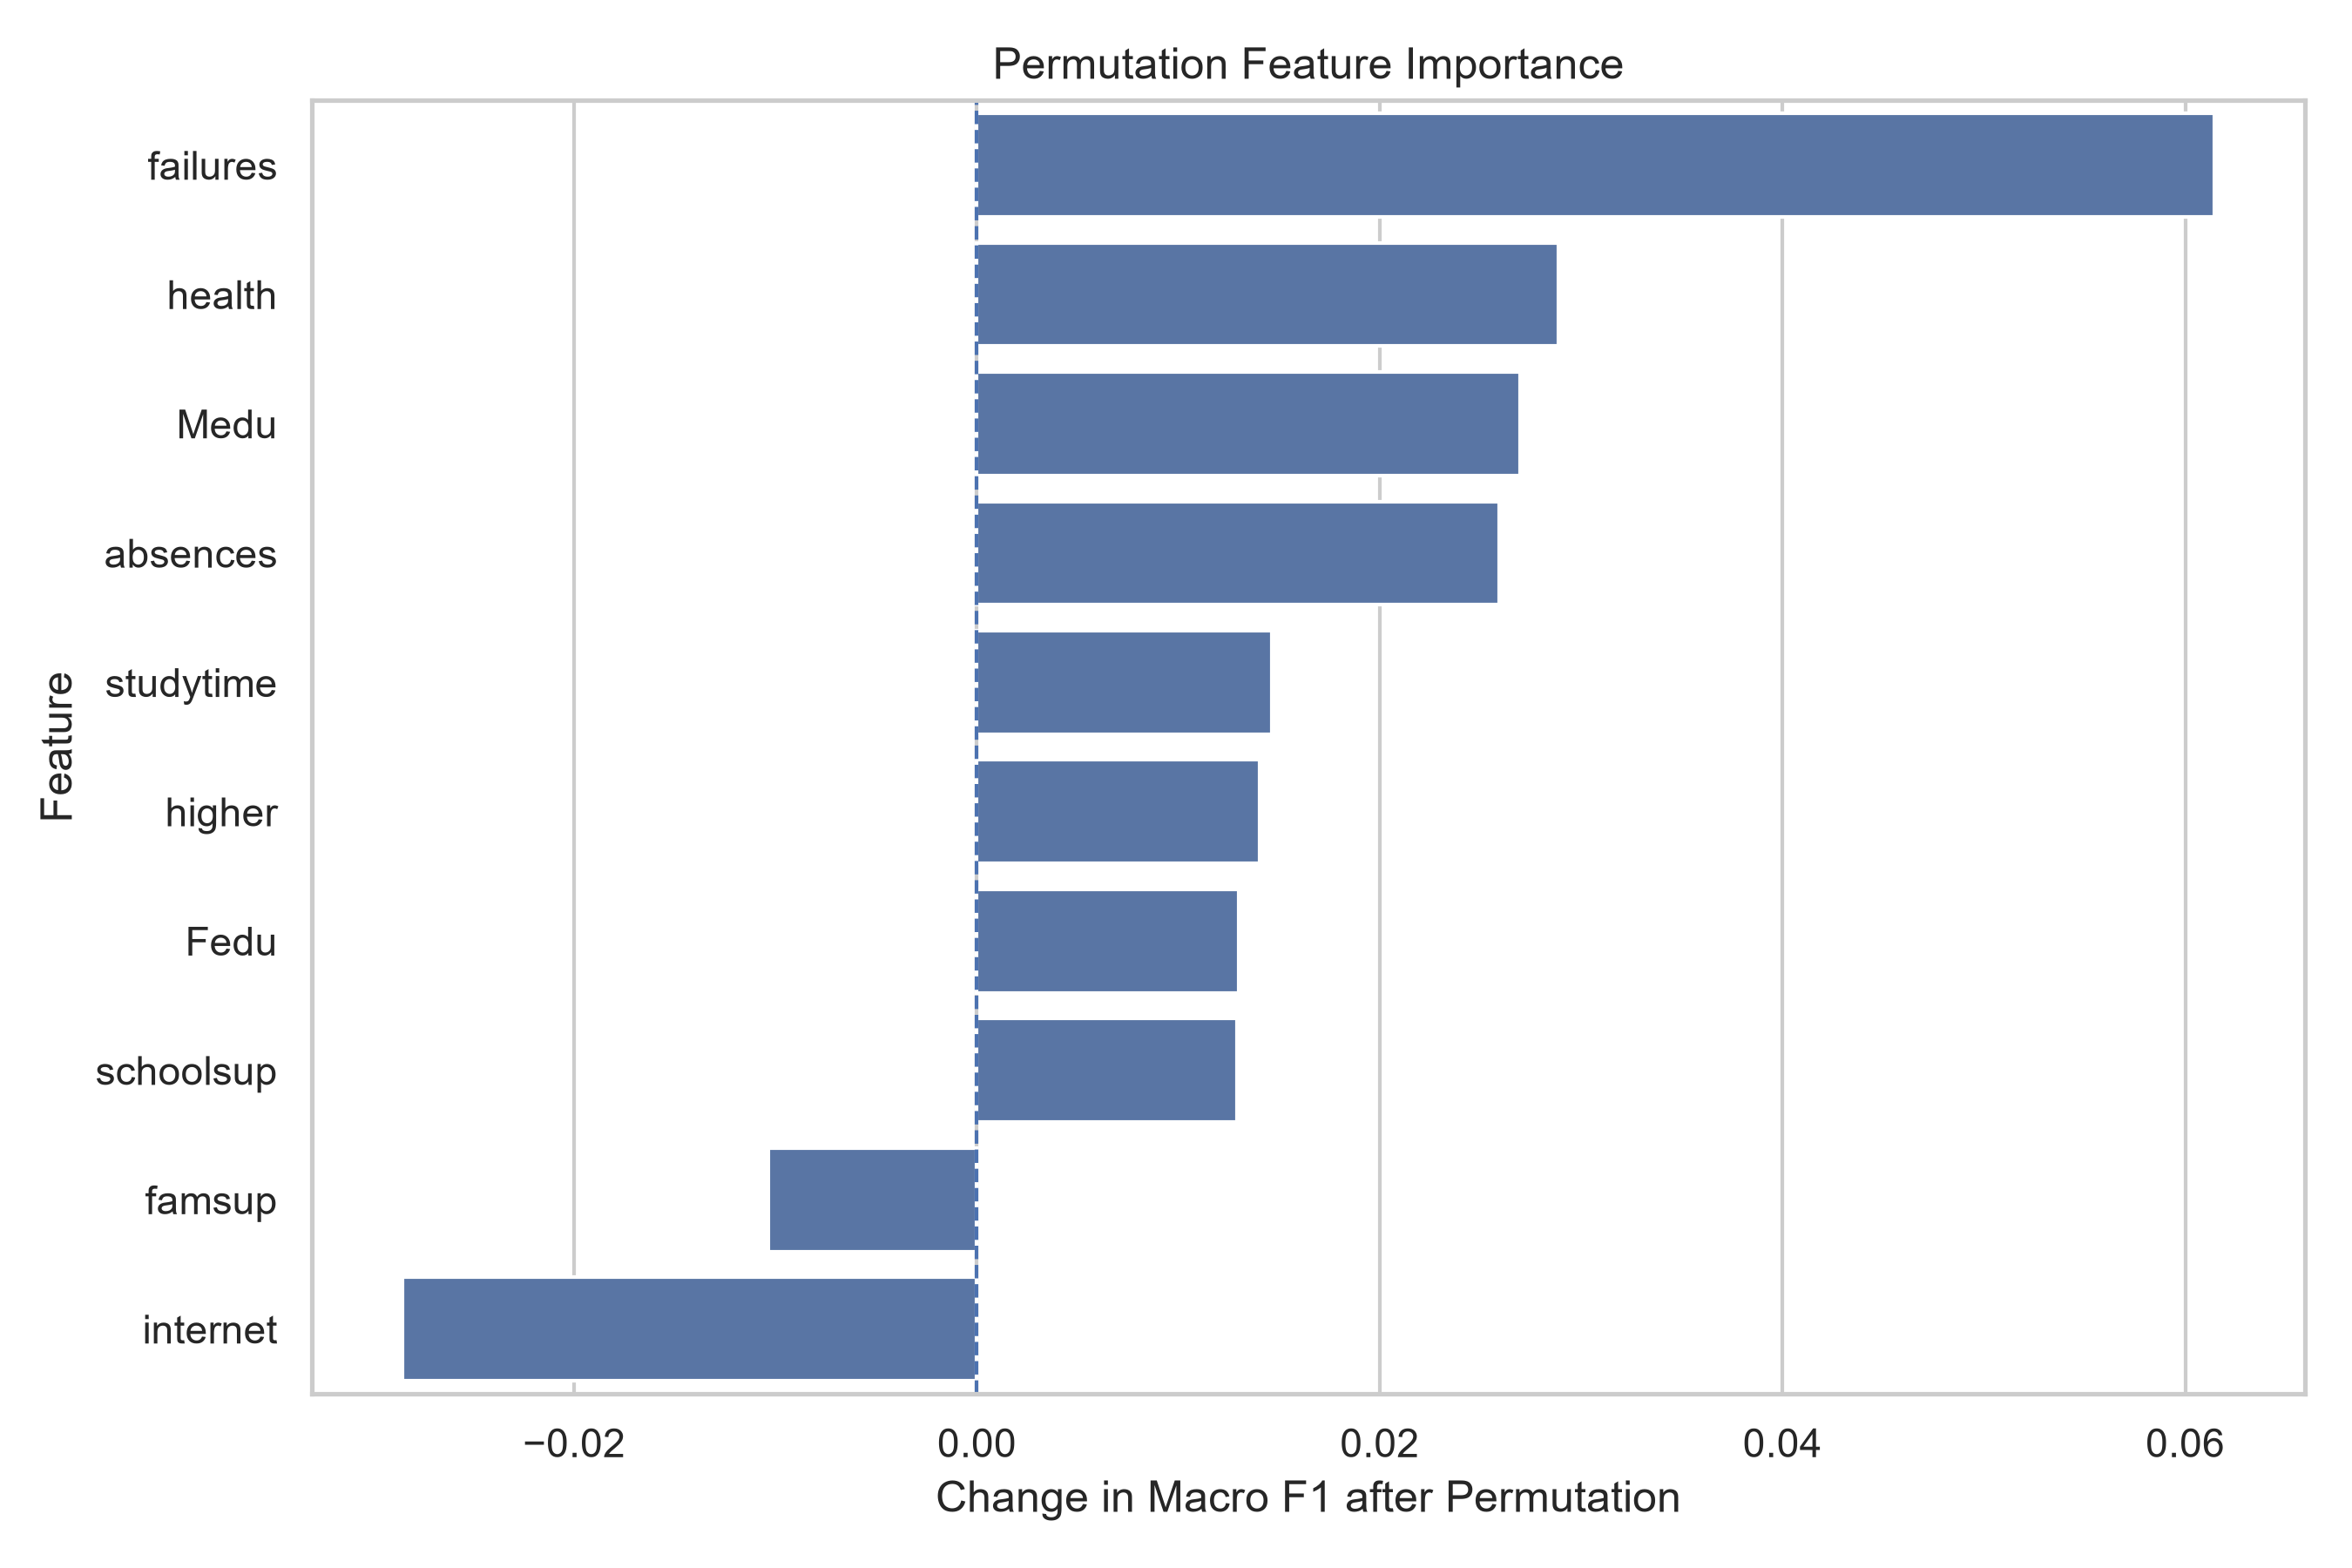 Permutation Feature Importance
failures
health
Medu
absences
studytime
higher
Fedu
schoolsup
famsup
internet
Feature
−0.02 0.00 0.02 0.04 0.06
Change in Macro F1 after Permutation